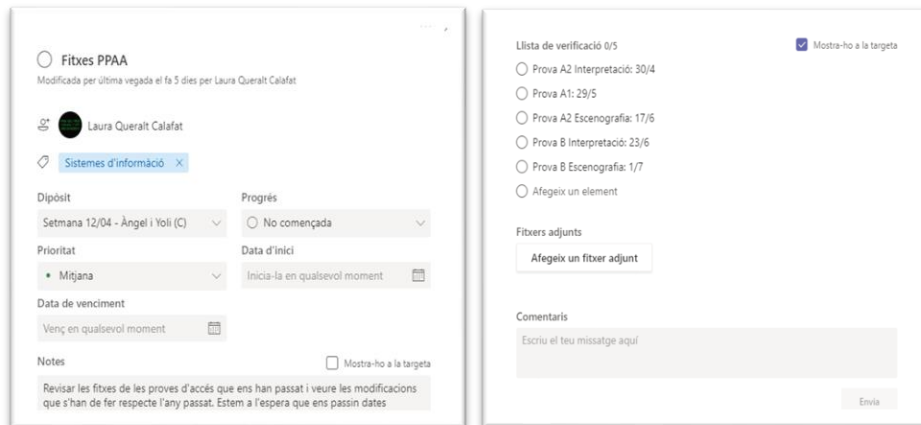 Fitxes PPAA
Modificada per última vegada el fa 5 dies per Laura Queralt Calafat
Laura Queralt Calafat
Sistemes d'informàció ×
Dipòsit
Progrés
Setmana 12/04 - Àngel i Yoli (C)
No començada
Prioritat
Data d'inici
Mitjana
Inicia-la en qualsevol moment
Data de venciment
Venç en qualsevol moment
Notes
Mostra-ho a la targeta
Revisar les fitxes de les proves d'accés que ens han passat i veure les modificacions
que s'han de fer respecte l'any passat. Estem a l'espera que ens passin dates
Llista de verificació 0/5
Mostra-ho a la targeta
Prova A2 Interpretació: 30/4
Prova A1: 29/5
Prova A2 Escenografia: 17/6
Prova B Interpretació: 23/6
Prova B Escenografia: 1/7
Afegeix un element
Fitxers adjunts
Afegeix un fitxer adjunt
Comentaris
Escriu el teu missatge aquí
Envia